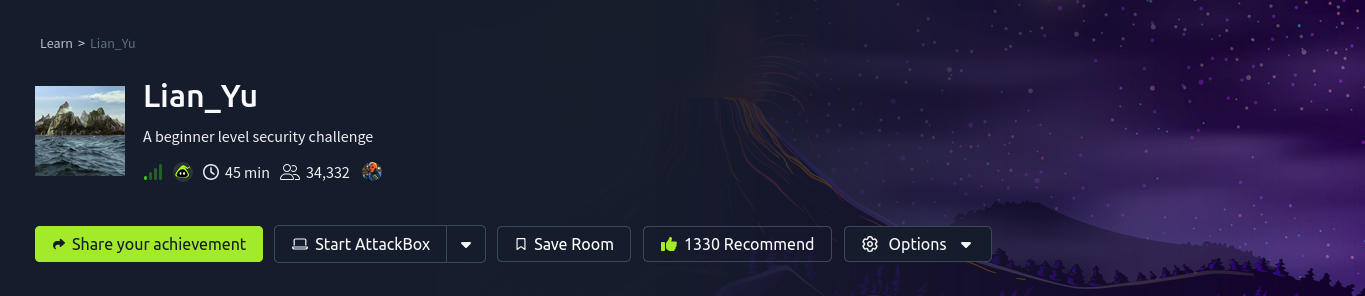 Learn > Lian_Yu
Lian_Yu
A beginner level security challenge
45 min 34,332
Share your achievement Start AttackBox Save Room 1330 Recommend Options